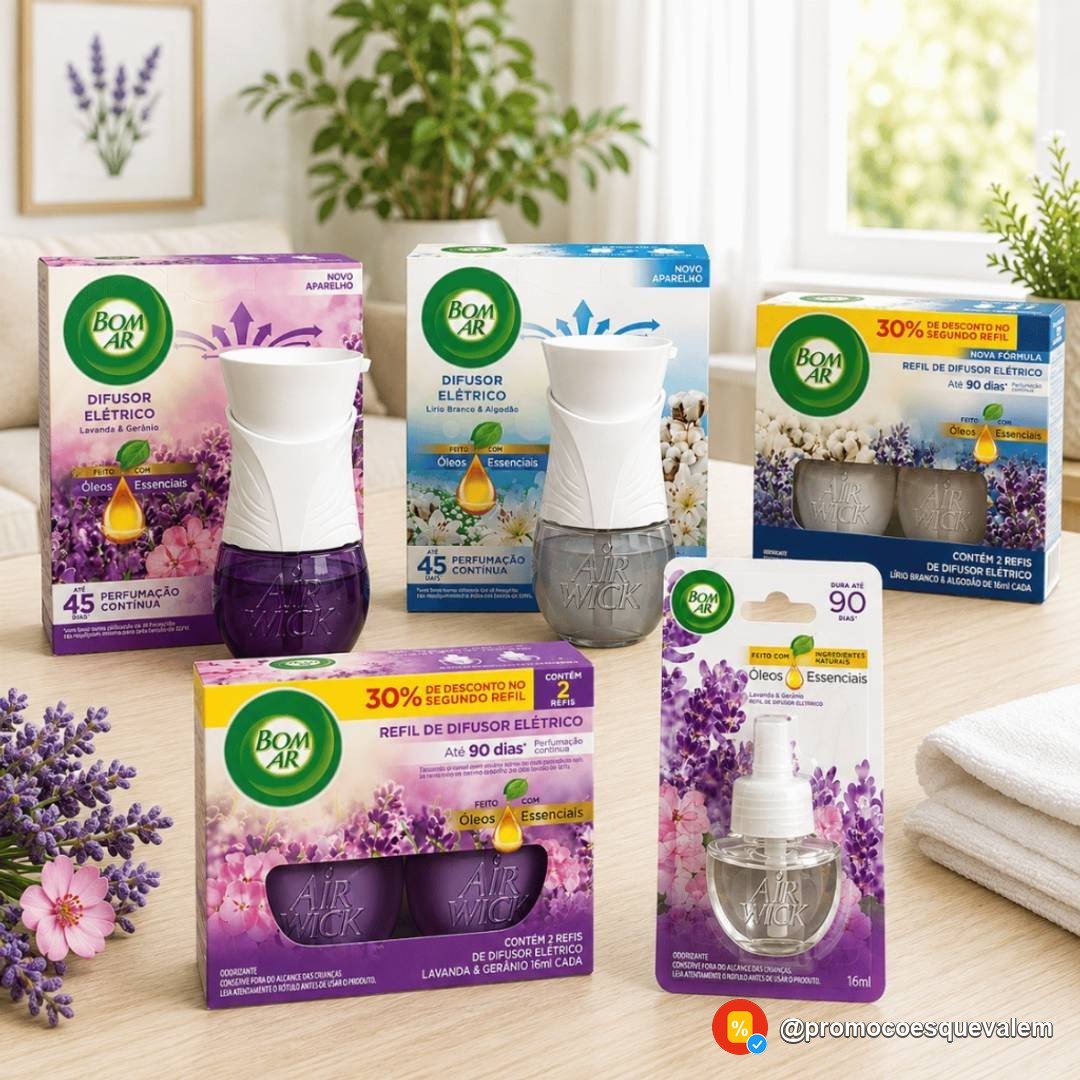 BOM
AR
NOVO
APARELHO
DIFUSOR
ELÉTRICO
Lavanda & Gerânio
FEITO COM
Óleos Essenciais
ATÉ
45
DIAS*
PERFUMAÇÃO
CONTÍNUA
AIR
WICK
BOM
AR
NOVO
APARELHO
DIFUSOR
ELÉTRICO
Lírio Branco & Algodão
FEITO COM
Óleos Essenciais
ATÉ
45
DIAS*
PERFUMAÇÃO
CONTÍNUA
AIR
WICK
BOM
AR
30% DE DESCONTO NO
SEGUNDO REFIL
NOVA FÓRMULA
REFIL DE DIFUSOR ELÉTRICO
Até 90 dias* Perfumação
contínua
FEITO COM
Óleos Essenciais
AIR
WICK
AIR
WICK
CONTÉM 2 REFIS
DE DIFUSOR ELÉTRICO
LÍRIO BRANCO & ALGODÃO DE 16ml CADA
BOM
AR
30% DE DESCONTO NO
SEGUNDO REFIL
CONTÉM
2
REFIS
REFIL DE DIFUSOR ELÉTRICO
Até 90 dias* Perfumação
contínua
FEITO COM
Óleos Essenciais
AIR
WICK
AIR
WICK
CONTÉM 2 REFIS
DE DIFUSOR ELÉTRICO
LAVANDA & GERÂNIO 16ml CADA
ODORIZANTE
CONSERVE FORA DO ALCANCE DAS CRIANÇAS.
LEIA ATENTAMENTE O RÓTULO ANTES DE USAR O PRODUTO.
BOM
AR
DURA ATÉ
90
DIAS*
FEITO COM INGREDIENTES
NATURAIS
Óleos Essenciais
Lavanda & Gerânio
REFIL DE DIFUSOR ELÉTRICO
AIR
WICK
ODORIZANTE
CONSERVE FORA DO ALCANCE DAS CRIANÇAS.
LEIA ATENTAMENTE O RÓTULO ANTES DE USAR O PRODUTO.
16ml
%
@promocoesquevalem